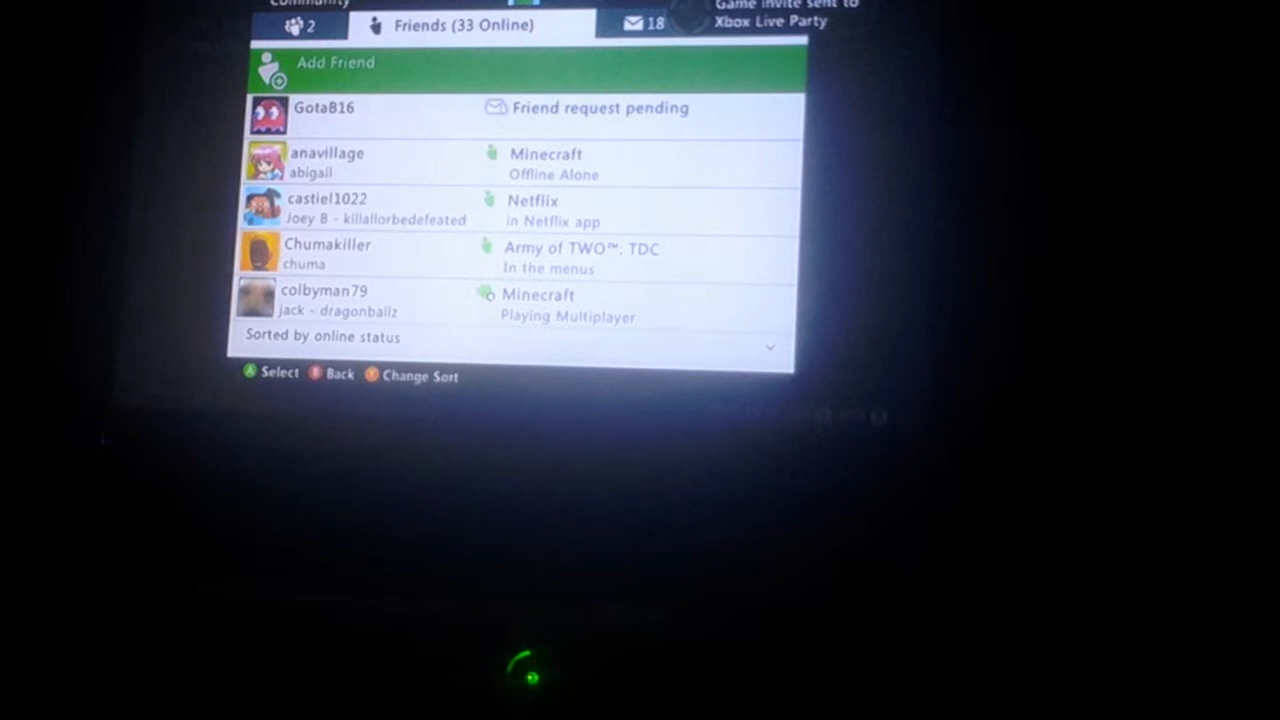 Community
Game invite sent to
Xbox Live Party
2
Friends (33 Online)
18
Add Friend
GotaB16
Friend request pending
anavillage
abigail
Minecraft
Offline Alone
castiel1022
Joey B - killallorbedefeated
Netflix
in Netflix app
Chumakiller
chuma
Army of TWO™: TDC
In the menus
colbyman79
jack - dragonballz
Minecraft
Playing Multiplayer
Sorted by online status
A Select B Back Y Change Sort